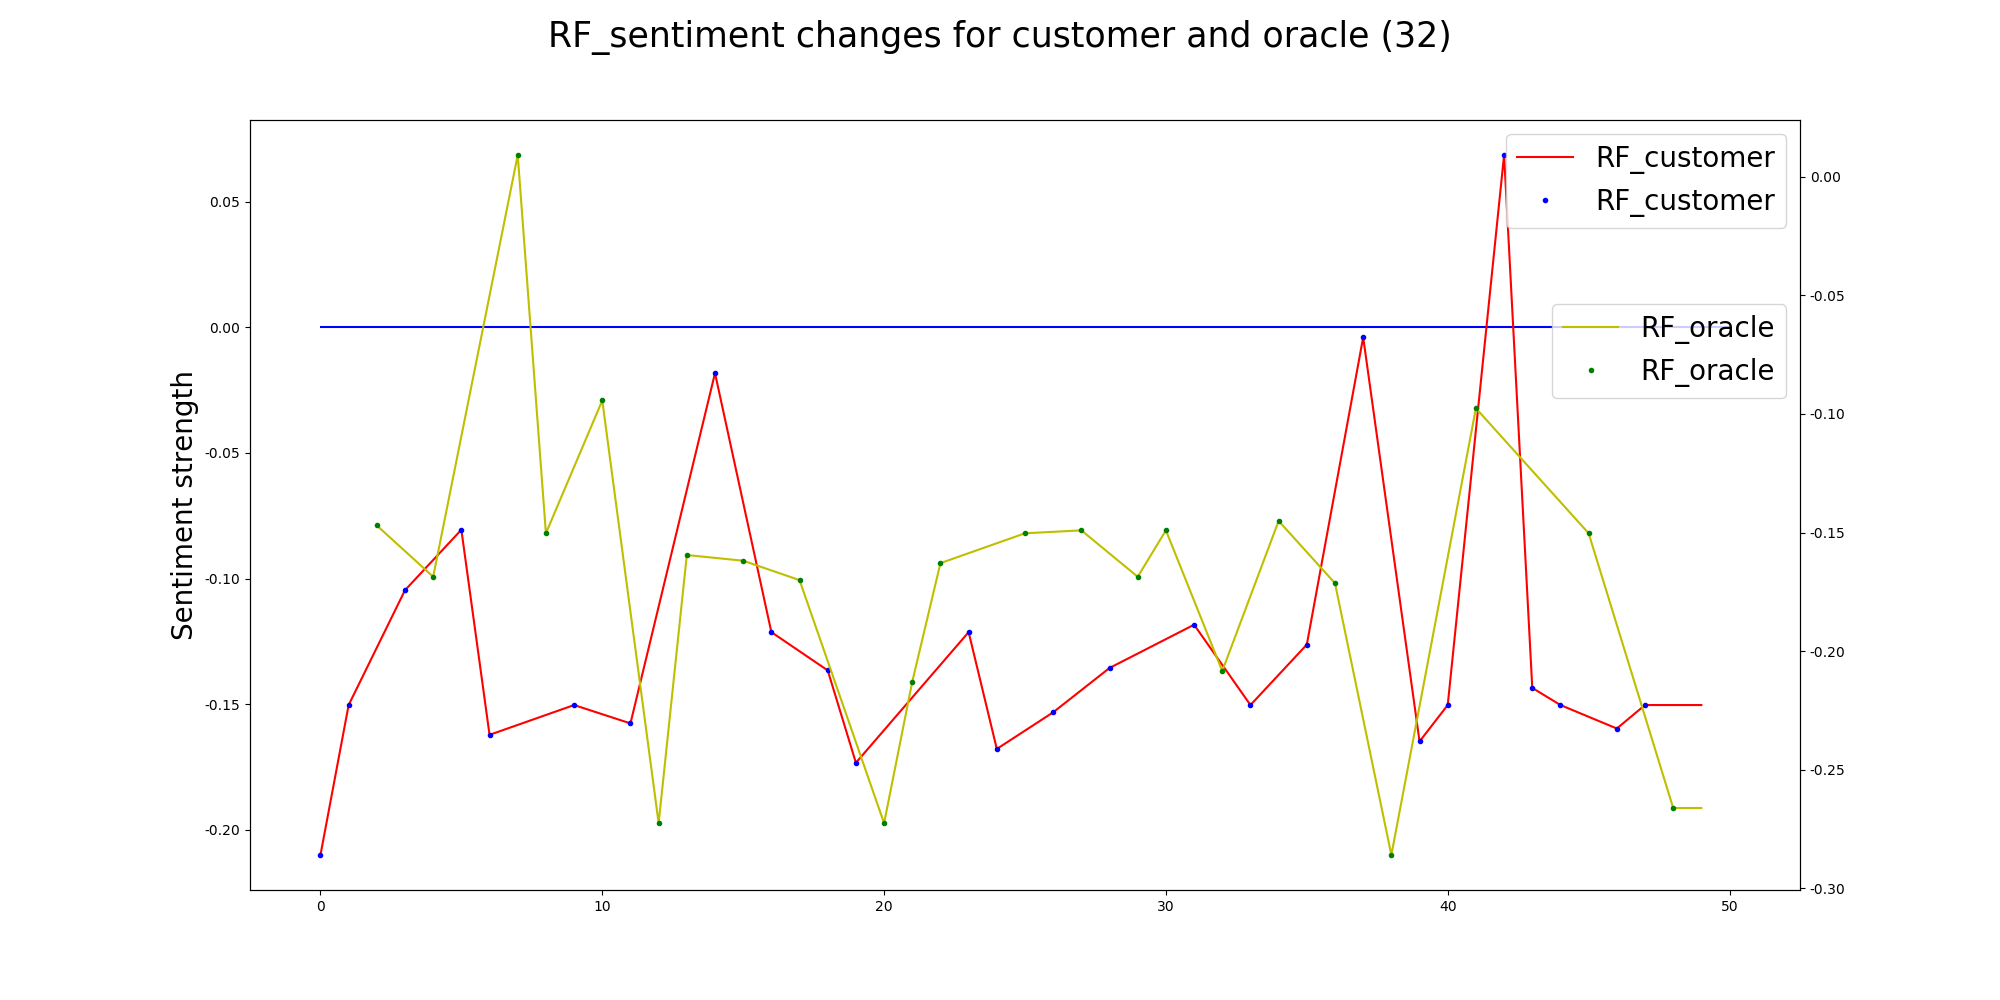 RF_sentiment changes for customer and oracle (32)
Sentiment strength
0.05
0.00
-0.05
-0.10
-0.15
-0.20
0.00
-0.05
-0.10
-0.15
-0.20
-0.25
-0.30
RF_customer
RF_customer
RF_oracle
RF_oracle
0 10 20 30 40 50